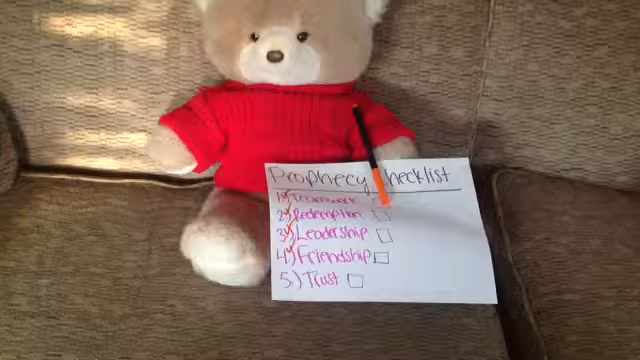 Prophecy Checklist
1.) Teamwork
2.) Redemption
3.) Leadership
4.) Friendship
5.) Trust